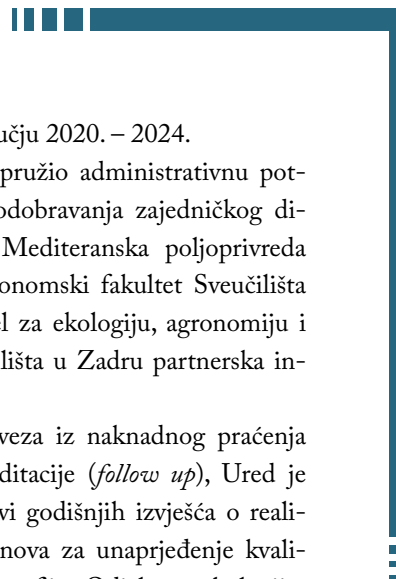 učju 2020. – 2024.
pružio administrativnu pot-
odobravanja zajedničkog di-
Mediteranska poljoprivreda
onomski fakultet Sveučilišta
el za ekologiju, agronomiju i
lišta u Zadru partnerska in-
veza iz naknadnog praćenja
ditacije (follow up), Ured je
vi godišnjih izvješća o reali-
nova za unaprjeđenje kvali-